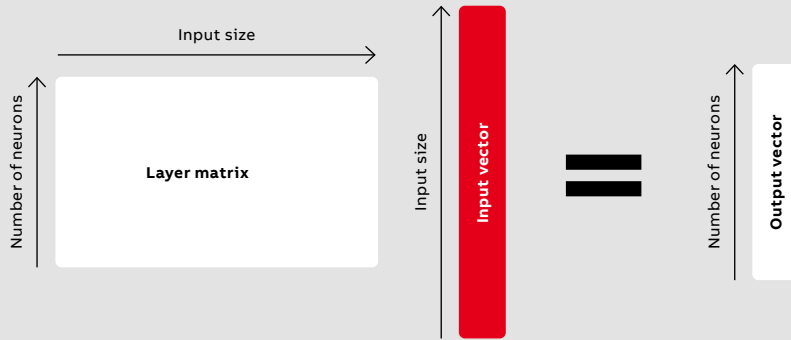 Input size
Number of neurons
Layer matrix
Input size
Input vector
Number of neurons
Output vector